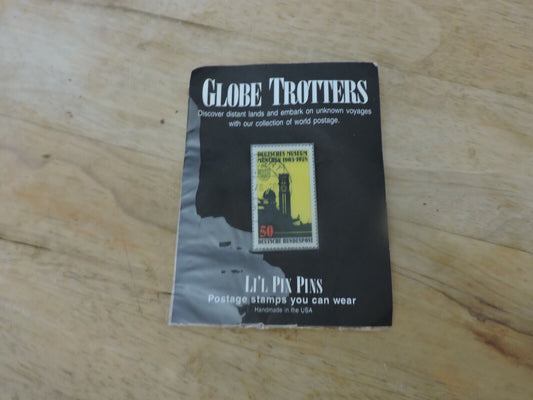 GLOBE TROTTERS
Discover distant lands and embark on unknown voyages
with our collection of world postage.
DEUTSCHES MUSEUM
MÜNCHEN 1903-1978
50
DEUTSCHE BUNDESPOST
LI'L PIX PINS
Postage stamps you can wear
Handmade in the USA